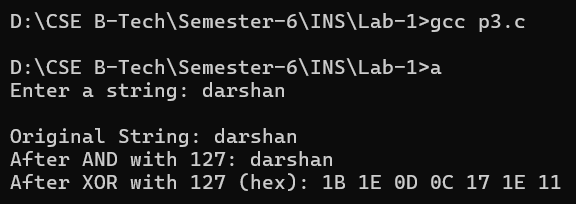 D:\CSE B-Tech\Semester-6\INS\Lab-1>gcc p3.c
D:\CSE B-Tech\Semester-6\INS\Lab-1>a
Enter a string: darshan
Original String: darshan
After AND with 127: darshan
After XOR with 127 (hex): 1B 1E 0D 0C 17 1E 11